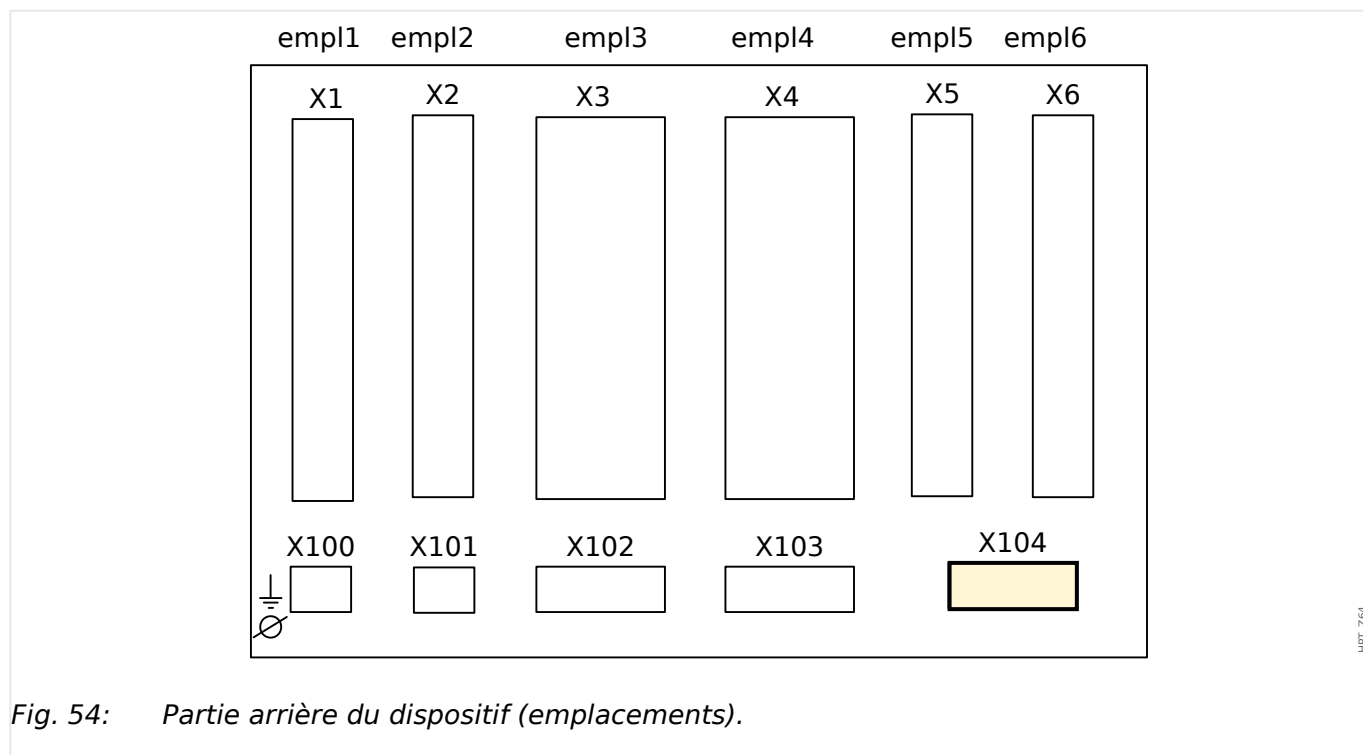 empl1 empl2 empl3 empl4 empl5 empl6
X1 X2 X3 X4 X5 X6
X100 X101 X102 X103 X104
HPT_Z64
Fig. 54: Partie arrière du dispositif (emplacements).